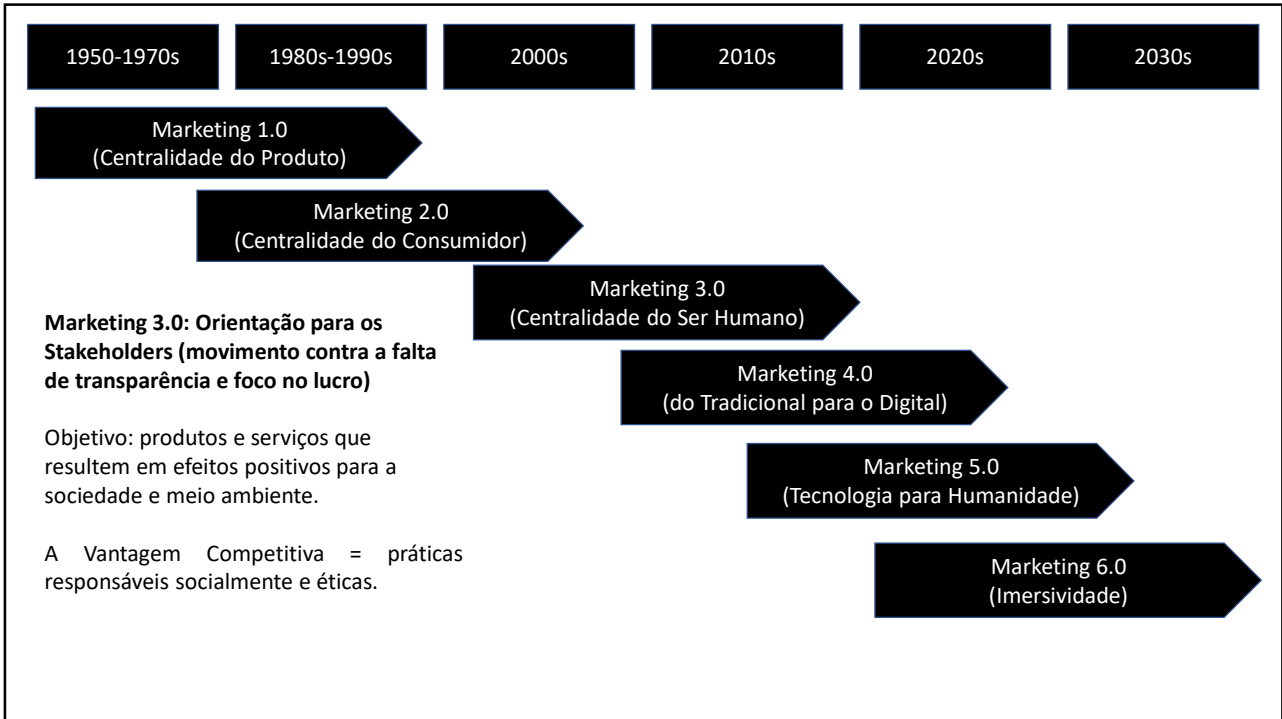 1950-1970s
1980s-1990s
2000s
2010s
2020s
2030s
Marketing 1.0
(Centralidade do Produto)
Marketing 2.0
(Centralidade do Consumidor)
Marketing 3.0
(Centralidade do Ser Humano)
Marketing 3.0: Orientação para os
Stakeholders (movimento contra a falta
de transparência e foco no lucro)
Marketing 4.0
(do Tradicional para o Digital)
Objetivo: produtos e serviços que
resultem em efeitos positivos para a
sociedade e meio ambiente.
Marketing 5.0
(Tecnologia para Humanidade)
A Vantagem Competitiva = práticas
responsáveis socialmente e éticas.
Marketing 6.0
(Imersividade)